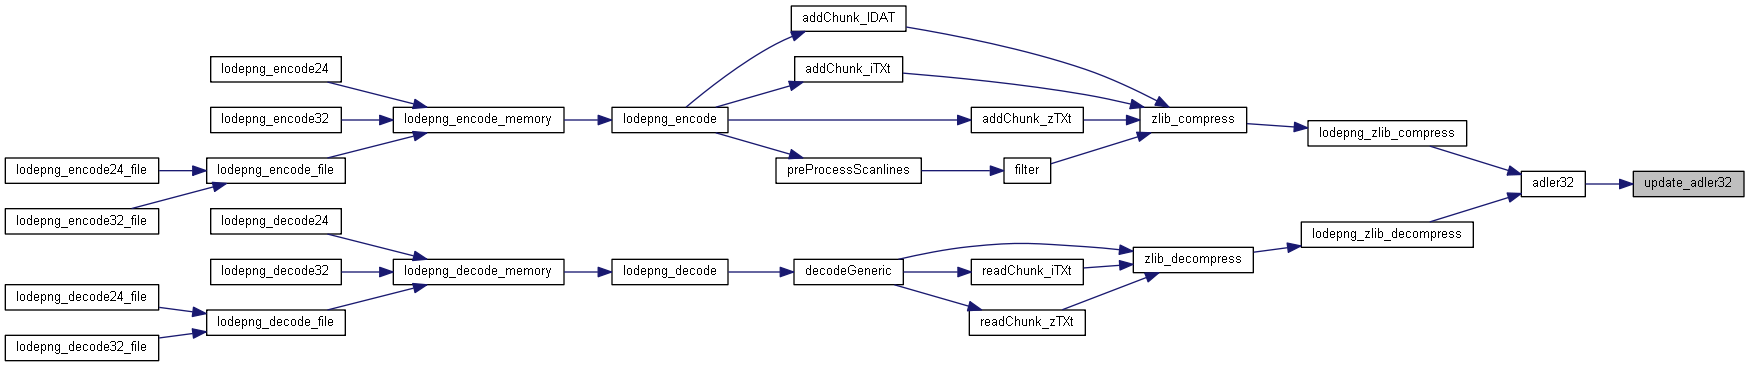 addChunk_IDAT
lodepng_encode24
addChunk_iTXt
lodepng_encode32
lodepng_encode_memory
lodepng_encode
addChunk_zTXt
zlib_compress
lodepng_zlib_compress
lodepng_encode24_file
lodepng_encode_file
preProcessScanlines
filter
adler32
update_adler32
lodepng_encode32_file
lodepng_decode24
lodepng_zlib_decompress
lodepng_decode32
lodepng_decode_memory
lodepng_decode
decodeGeneric
readChunk_iTXt
zlib_decompress
lodepng_decode24_file
lodepng_decode_file
readChunk_zTXt
lodepng_decode32_file